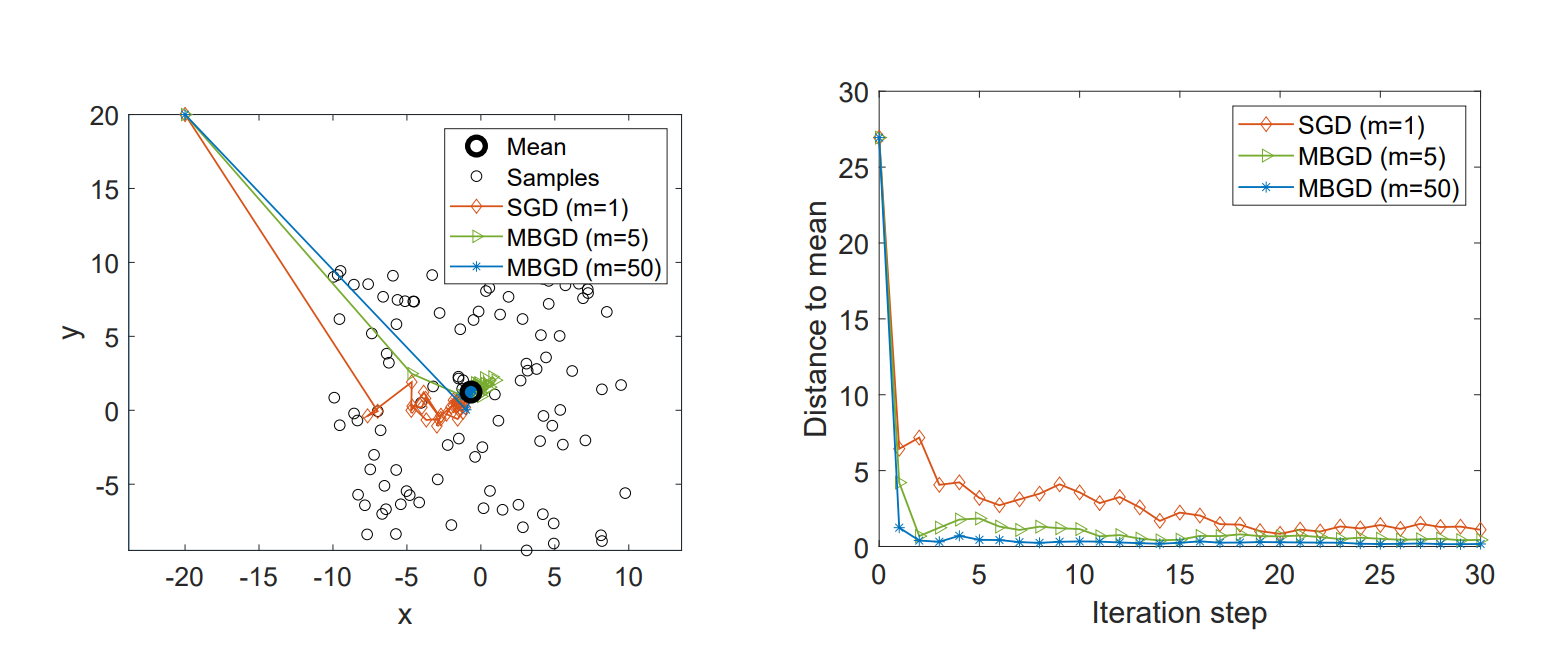 20
15
10
5
0
-5
-20 -15 -10 -5 0 5 10
x
y
Mean
Samples
SGD (m=1)
MBGD (m=5)
MBGD (m=50)
30
25
20
15
10
5
0
0 5 10 15 20 25 30
Iteration step
Distance to mean
SGD (m=1)
MBGD (m=5)
MBGD (m=50)